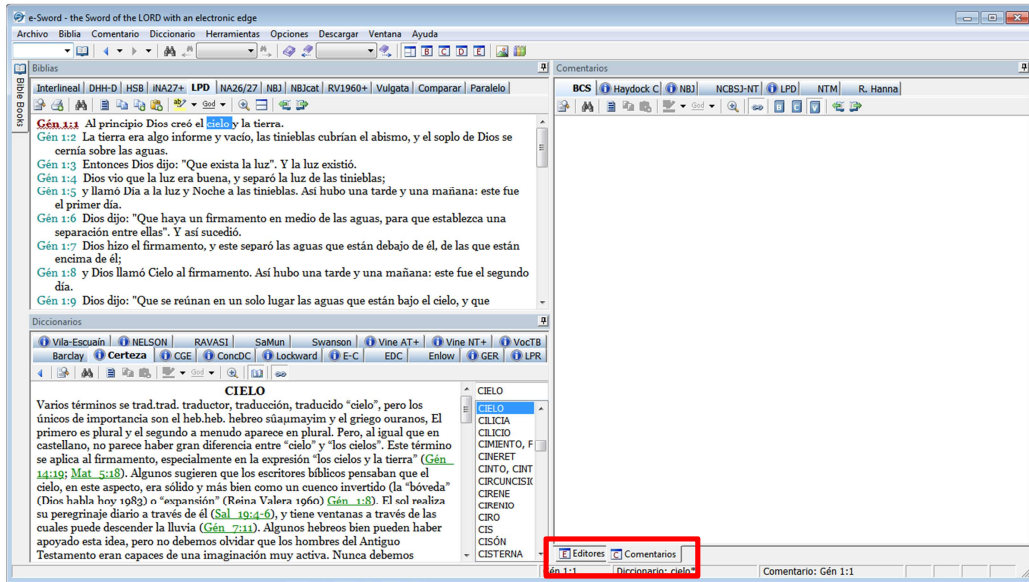 e-Sword - the Sword of the LORD with an electronic edge
Archivo Biblia Comentario Diccionario Herramientas Opciones Descargar Ventana Ayuda
B C D E
Bible Books
Biblias
Interlineal DHH-D HSB iNA27+ LPD NA26/27 NBJ NBJcat RV1960+ Vulgata Comparar Paralelo
God
Gén 1:1 Al principio Dios creó el cielo y la tierra.
Gén 1:2 La tierra era algo informe y vacío, las tinieblas cubrían el abismo, y el soplo de Dios se
cernía sobre las aguas.
Gén 1:3 Entonces Dios dijo: "Que exista la luz". Y la luz existió.
Gén 1:4 Dios vio que la luz era buena, y separó la luz de las tinieblas;
Gén 1:5 y llamó Día a la luz y Noche a las tinieblas. Así hubo una tarde y una mañana: este fue
el primer día.
Gén 1:6 Dios dijo: "Que haya un firmamento en medio de las aguas, para que establezca una
separación entre ellas". Y así sucedió.
Gén 1:7 Dios hizo el firmamento, y este separó las aguas que están debajo de él, de las que están
encima de él;
Gén 1:8 y Dios llamó Cielo al firmamento. Así hubo una tarde y una mañana: este fue el segundo
día.
Gén 1:9 Dios dijo: "Que se reúnan en un solo lugar las aguas que están bajo el cielo, y que
Diccionarios
Vila-Escuaín NELSON RAVASI SaMun Swanson Vine AT+ Vine NT+ VocTB
Barclay Certeza CGE ConcDC Lockward E-C EDC Enlow GER LPR
God
CIELO
Varios términos se trad.trad. traductor, traducción, traducido “cielo”, pero los
únicos de importancia son el heb.heb. hebreo sûaµmayim y el griego ouranos, El
primero es plural y el segundo a menudo aparece en plural. Pero, al igual que en
castellano, no parece haber gran diferencia entre “cielo” y “los cielos”. Este término
se aplica al firmamento, especialmente en la expresión “los cielos y la tierra” (Gén_
14:19; Mat_5:18). Algunos sugieren que los escritores bíblicos pensaban que el
cielo, en este aspecto, era sólido y más bien como un cuenco invertido (la “bóveda”
(Dios habla hoy 1983) o “expansión” (Reina Valera 1960) Gén_1:8). El sol realiza
su peregrinaje diario a través de él (Sal_19:4-6), y tiene ventanas a través de las
cuales puede descender la lluvia (Gén_7:11). Algunos hebreos bien pueden haber
apoyado esta idea, pero no debemos olvidar que los hombres del Antiguo
Testamento eran capaces de una imaginación muy activa. Nunca debemos
CIELO
CIELO
CILICIA
CILICIO
CIMIENTO, F
CINERET
CINTO, CINT
CIRCUNCISIÓ
CIRENE
CIRENIO
CIRO
CIS
CISÓN
CISTERNA
Comentarios
BCS Haydock C NBJ NCBSJ-NT LPD NTM R. Hanna
God B C V
E Editores C Comentarios
Gén 1:1 Diccionario: cielo* Comentario: Gén 1:1